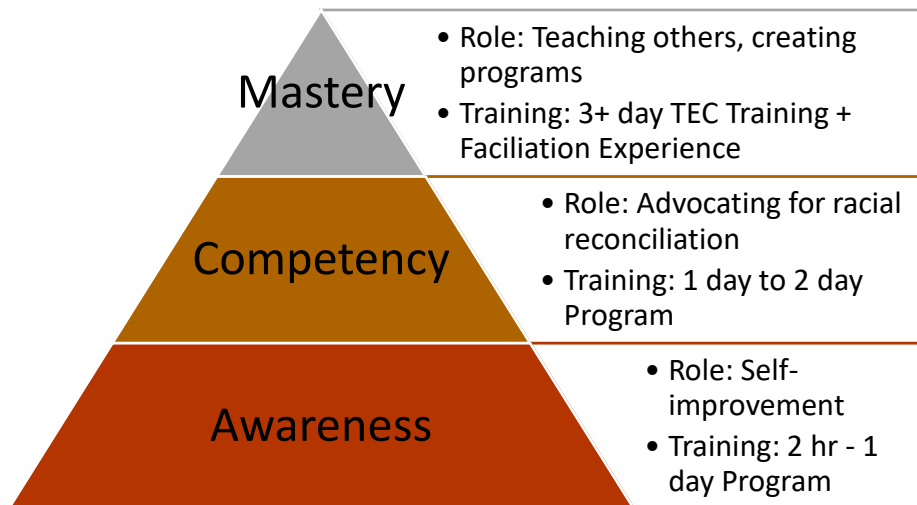 Mastery
• Role: Teaching others, creating
programs
• Training: 3+ day TEC Training +
Faciliation Experience
Competency
• Role: Advocating for racial
reconciliation
• Training: 1 day to 2 day
Program
Awareness
• Role: Self-
improvement
• Training: 2 hr - 1
day Program